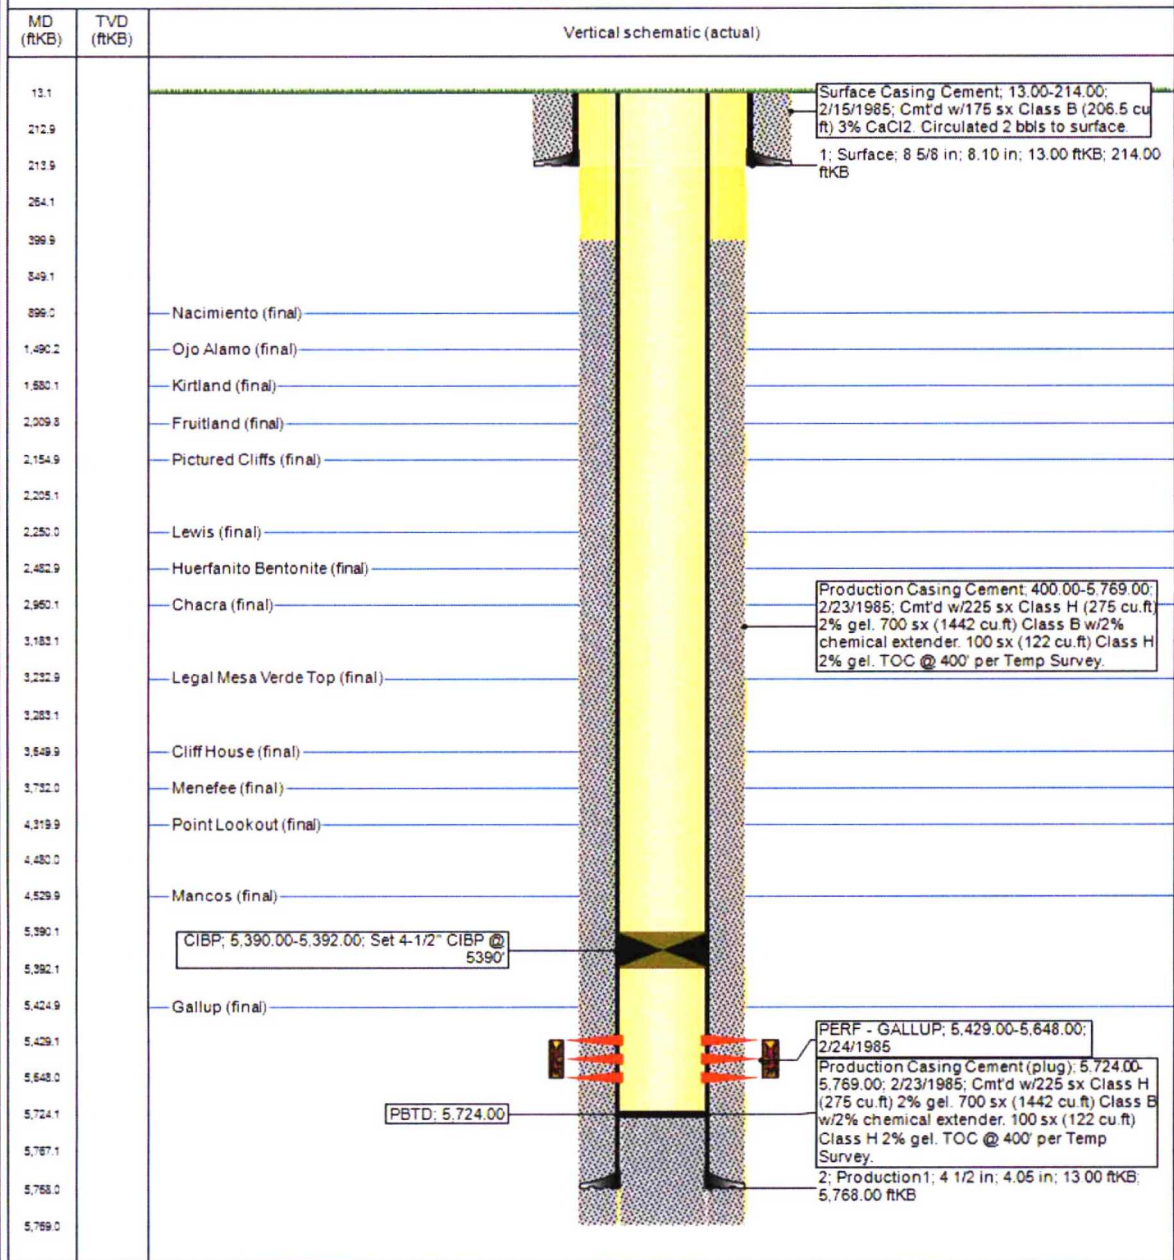 MD
(ftKB)
TVD
(ftKB)
Vertical schematic (actual)
13.1
212.9
213.9
264.1
399.9
849.1
899.0
1,490.2
1,580.1
2,009.8
2,154.9
2,205.1
2,250.0
2,482.9
2,960.1
3,183.1
3,232.9
3,283.1
3,649.9
3,732.0
4,319.9
4,480.0
4,529.9
5,390.1
5,392.1
5,424.9
5,429.1
5,648.0
5,724.1
5,767.1
5,768.0
5,769.0
Surface Casing Cement; 13.00-214.00;
2/15/1985; Cmt'd w/175 sx Class B (206.5 cu
ft) 3% CaCl2. Circulated 2 bbls to surface.
1; Surface; 8 5/8 in; 8.10 in; 13.00 ftKB; 214.00
ftKB
Nacimiento (final)
Ojo Alamo (final)
Kirtland (final)
Fruitland (final)
Pictured Cliffs (final)
Lewis (final)
Huerfanito Bentonite (final)
Chacra (final)
Production Casing Cement; 400.00-5,769.00;
2/23/1985; Cmt'd w/225 sx Class H (275 cu.ft)
2% gel. 700 sx (1442 cu.ft) Class B w/2%
chemical extender. 100 sx (122 cu.ft) Class H
2% gel. TOC @ 400' per Temp Survey.
Legal Mesa Verde Top (final)
Cliff House (final)
Menefee (final)
Point Lookout (final)
Mancos (final)
CIBP; 5,390.00-5,392.00; Set 4-1/2" CIBP @
5390'
Gallup (final)
PERF - GALLUP; 5,429.00-5,648.00;
2/24/1985
Production Casing Cement (plug); 5,724.00-
5,769.00; 2/23/1985; Cmt'd w/225 sx Class H
(275 cu.ft) 2% gel. 700 sx (1442 cu.ft) Class B
w/2% chemical extender. 100 sx (122 cu.ft)
Class H 2% gel. TOC @ 400' per Temp
Survey.
PBTD; 5,724.00
2; Production1; 4 1/2 in; 4.05 in; 13.00 ftKB;
5,768.00 ftKB